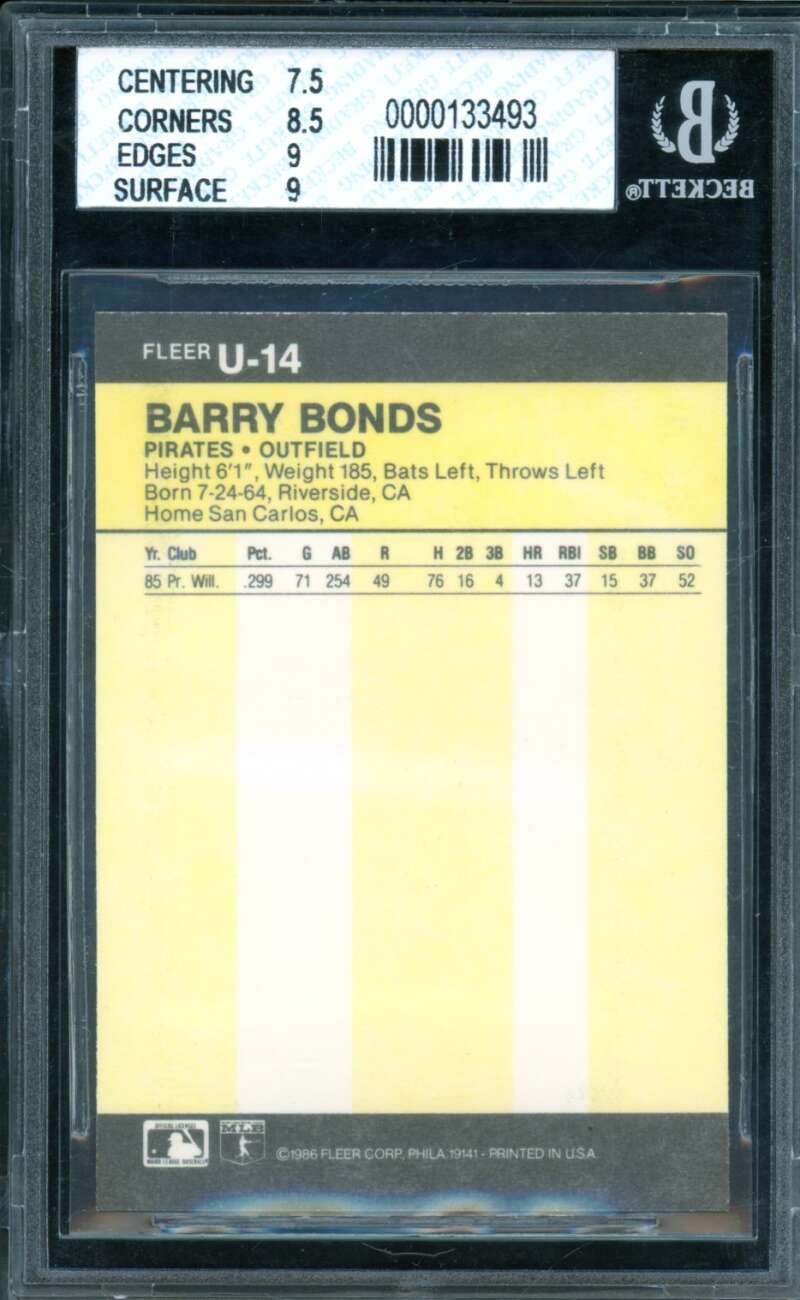 CENTERING 7.5
CORNERS 8.5
EDGES 9
SURFACE 9
0000133493
BECKETT®
FLEER U-14
BARRY BONDS
PIRATES • OUTFIELD
Height 6'1", Weight 185, Bats Left, Throws Left
Born 7-24-64, Riverside, CA
Home San Carlos, CA
Yr. Club Pct. G AB R H 2B 3B HR RBI SB BB SO
85 Pr. Will. .299 71 254 49 76 16 4 13 37 15 37 52
MLB
©1986 FLEER CORP. PHILA. 19141 - PRINTED IN U.S.A.